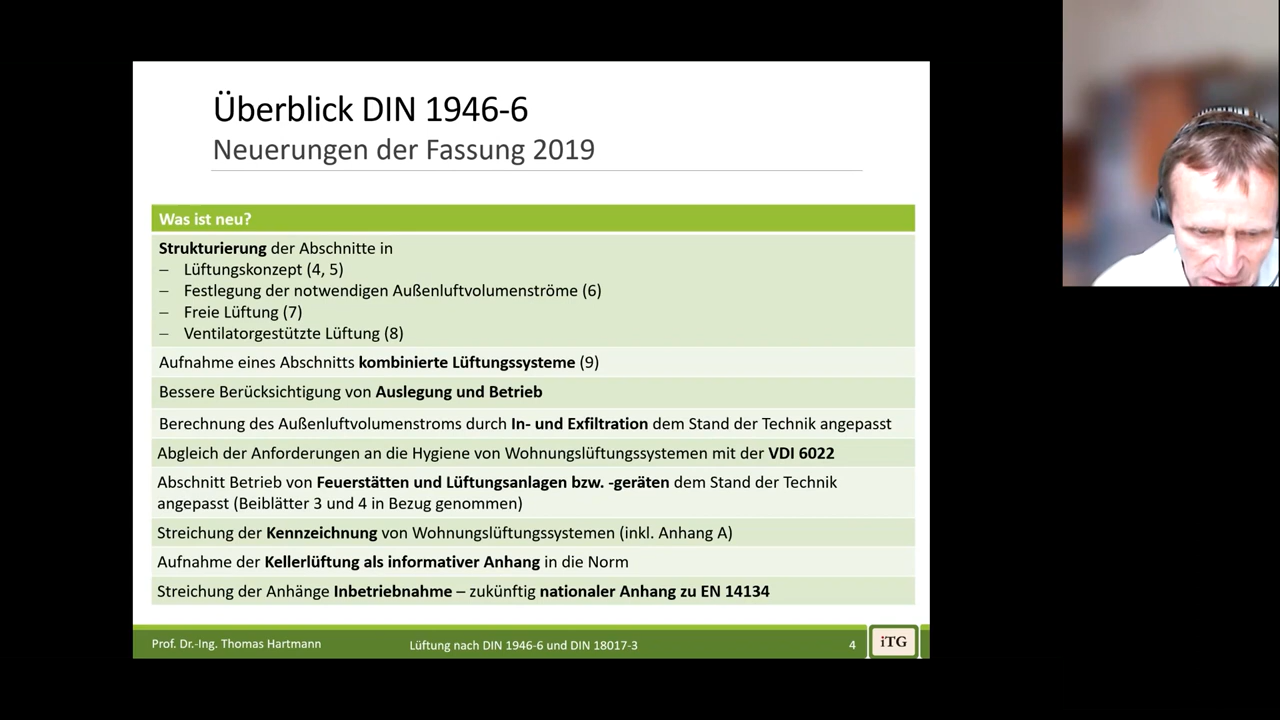 Überblick DIN 1946-6
Neuerungen der Fassung 2019
Was ist neu?
Strukturierung der Abschnitte in
– Lüftungskonzept (4, 5)
– Festlegung der notwendigen Außenluftvolumenströme (6)
– Freie Lüftung (7)
– Ventilatorgestützte Lüftung (8)
Aufnahme eines Abschnitts kombinierte Lüftungssysteme (9)
Bessere Berücksichtigung von Auslegung und Betrieb
Berechnung des Außenluftvolumenstroms durch In- und Exfiltration dem Stand der Technik angepasst
Abgleich der Anforderungen an die Hygiene von Wohnungslüftungssystemen mit der VDI 6022
Abschnitt Betrieb von Feuerstätten und Lüftungsanlagen bzw. -geräten dem Stand der Technik
angepasst (Beiblätter 3 und 4 in Bezug genommen)
Streichung der Kennzeichnung von Wohnungslüftungssystemen (inkl. Anhang A)
Aufnahme der Kellerlüftung als informativer Anhang in die Norm
Streichung der Anhänge Inbetriebnahme – zukünftig nationaler Anhang zu EN 14134
Prof. Dr.-Ing. Thomas Hartmann
Lüftung nach DIN 1946-6 und DIN 18017-3
4
iTG